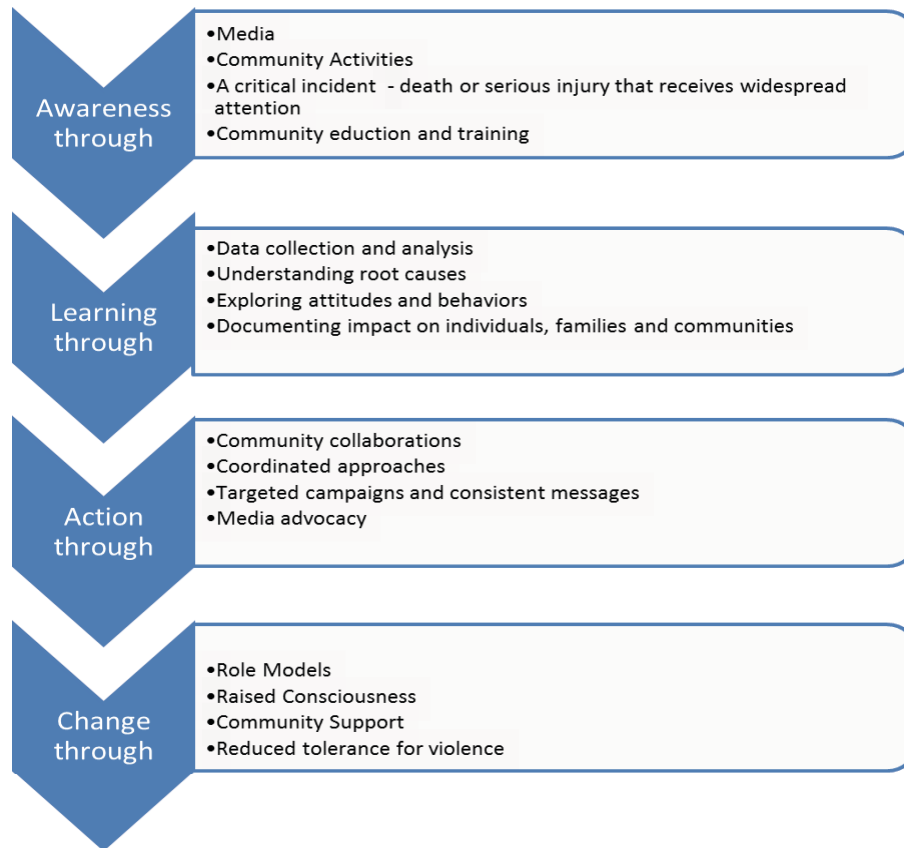 Awareness
through
•Media
•Community Activities
•A critical incident  - death or serious injury that receives widespread
attention
•Community eduction and training
Learning
through
•Data collection and analysis
•Understanding root causes
•Exploring attitudes and behaviors
•Documenting impact on individuals, families and communities
Action
through
•Community collaborations
•Coordinated approaches
•Targeted campaigns and consistent messages
•Media advocacy
Change
through
•Role Models
•Raised Consciousness
•Community Support
•Reduced tolerance for violence